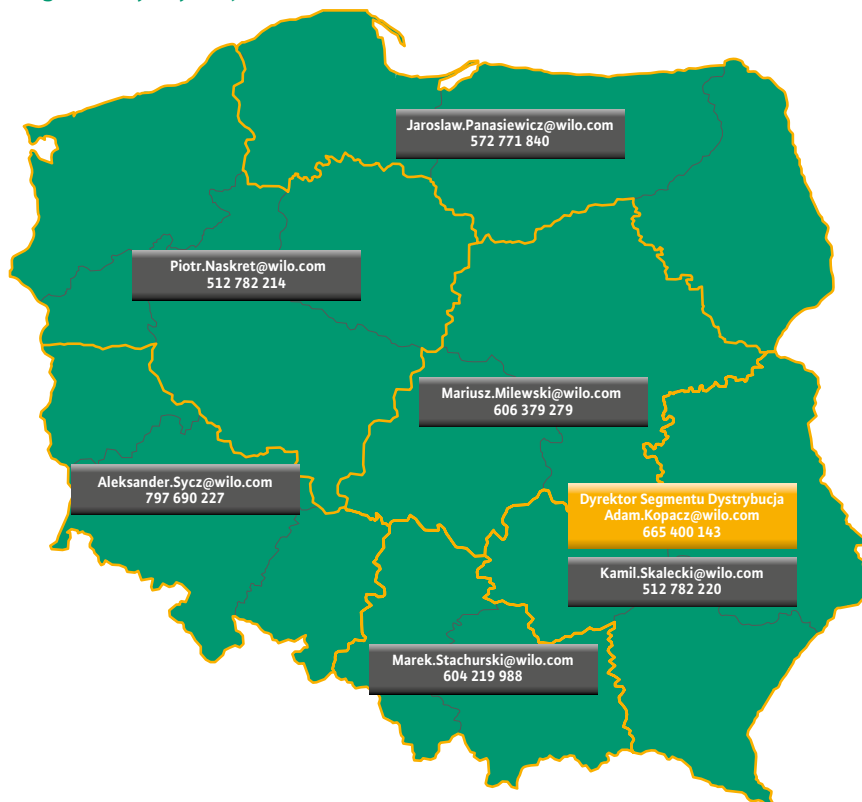 Jaroslaw.Panasiewicz@wilo.com
572 771 840
Piotr.Naskret@wilo.com
512 782 214
Mariusz.Milewski@wilo.com
606 379 279
Aleksander.Sycz@wilo.com
797 690 227
Dyrektor Segmentu Dystrybucja
Adam.Kopacz@wilo.com
665 400 143
Kamil.Skalecki@wilo.com
512 782 220
Marek.Stachurski@wilo.com
604 219 988